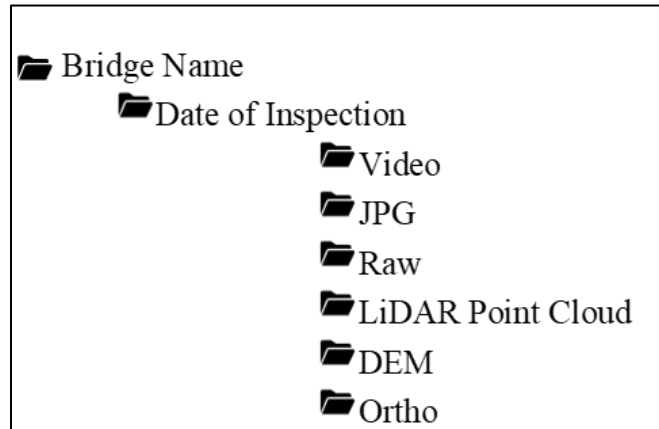 Bridge Name
Date of Inspection
Video
JPG
Raw
LiDAR Point Cloud
DEM
Ortho